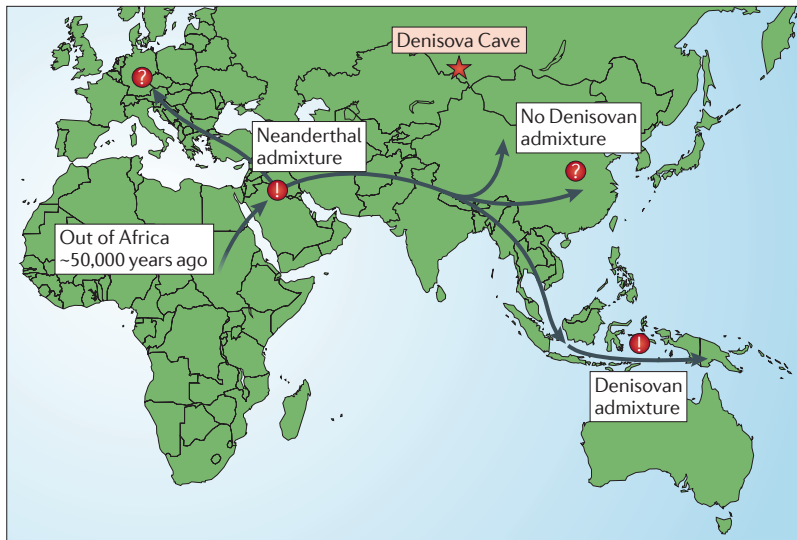 Denisova Cave
?
No Denisovan
admixture
Neanderthal
admixture
?
!
Out of Africa
~50,000 years ago
!
Denisovan
admixture